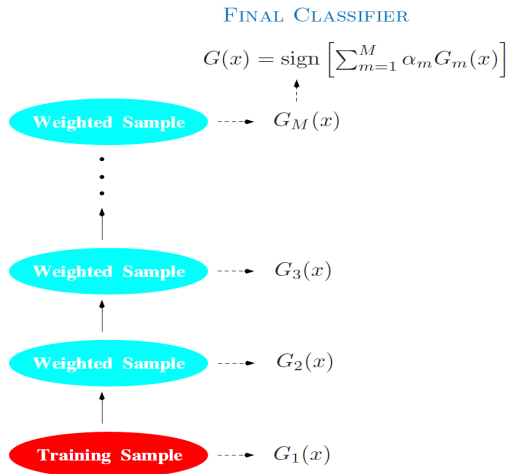 FINAL CLASSIFIER
G(x) = sign [∑_{m=1}^{M} α_m G_m(x)]
Weighted Sample G_M(x)
Weighted Sample G_3(x)
Weighted Sample G_2(x)
Training Sample G_1(x)